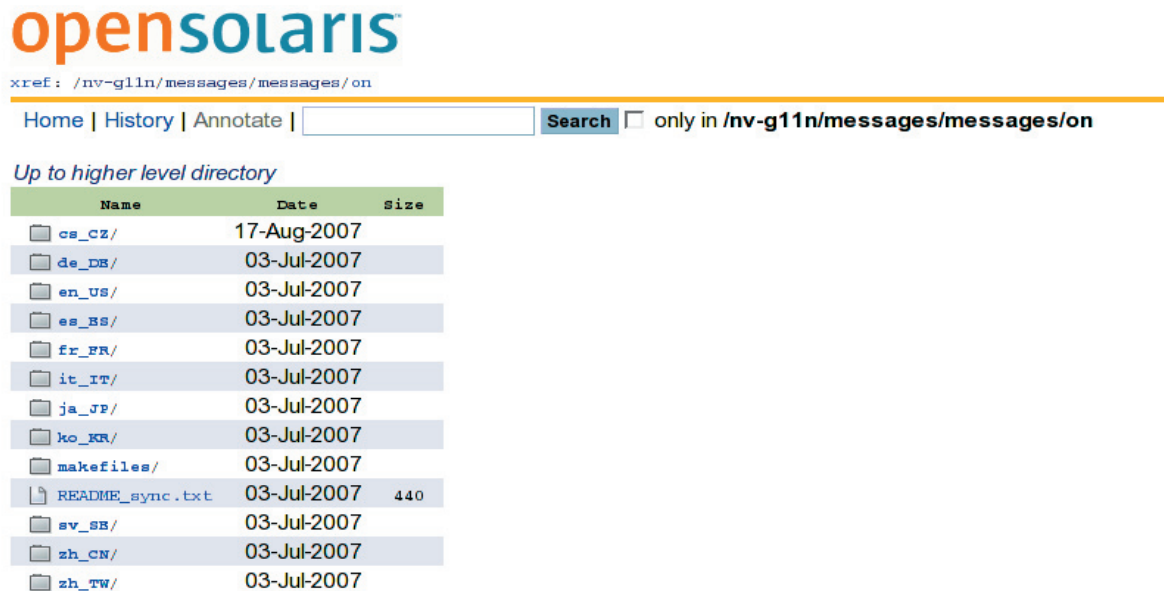 opensolaris
xref: /nv-g11n/messages/messages/on
Home | History | Annotate | Search only in /nv-g11n/messages/messages/on
Up to higher level directory
Name Date Size
cs_CZ/ 17-Aug-2007
de_DE/ 03-Jul-2007
en_US/ 03-Jul-2007
es_ES/ 03-Jul-2007
fr_FR/ 03-Jul-2007
it_IT/ 03-Jul-2007
ja_JP/ 03-Jul-2007
ko_KR/ 03-Jul-2007
makefiles/ 03-Jul-2007
README_sync.txt 03-Jul-2007 440
sv_SE/ 03-Jul-2007
zh_CN/ 03-Jul-2007
zh_TW/ 03-Jul-2007